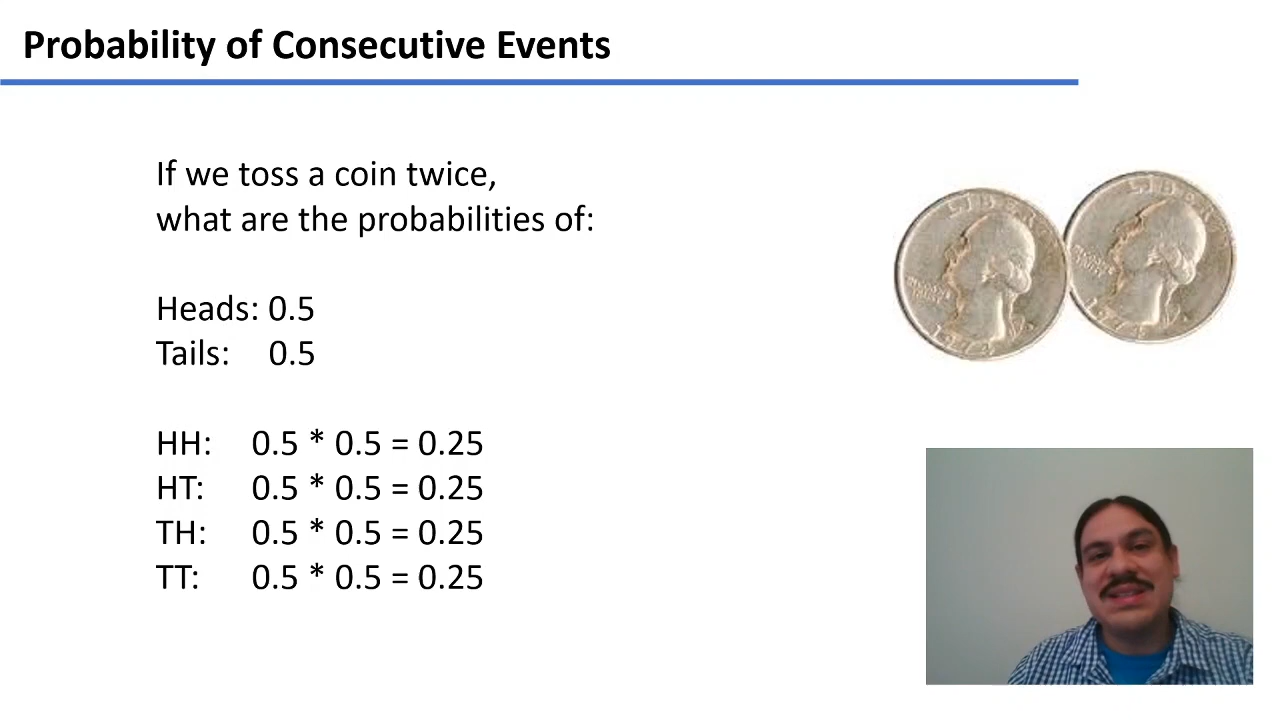 Probability of Consecutive Events
If we toss a coin twice,
what are the probabilities of:
Heads: 0.5
Tails: 0.5
HH: 0.5 * 0.5 = 0.25
HT: 0.5 * 0.5 = 0.25
TH: 0.5 * 0.5 = 0.25
TT: 0.5 * 0.5 = 0.25
LIBERTY
LIBERTY